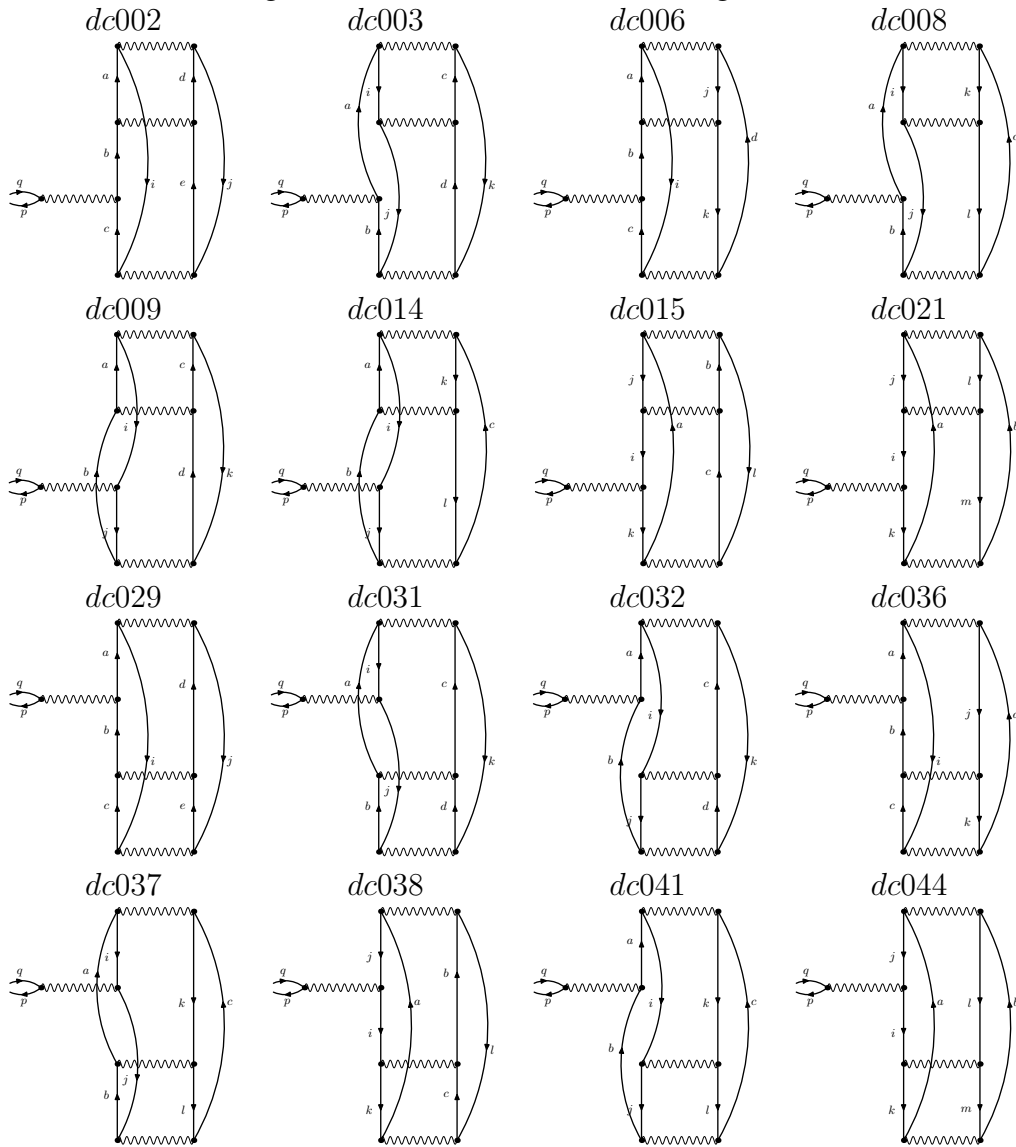 dc002 dc003 dc006 dc008
a d b q i e j p c
i c a q d k j p b
a j d b q i p k c
i k a q p j l b
dc009 dc014 dc015 dc021
a c i q b d k p j
a k i c q b p l j
j b a i q c l p k
j l a i q m p k
dc029 dc031 dc032 dc036
a d q p b i j c e
i q a c p k j b d
a c q i p b k j d
a q j p b i c k
dc037 dc038 dc041 dc044
i q a p k c j b l
j q b p a i l k c
a q p i k c b j l
j q p l a i k m